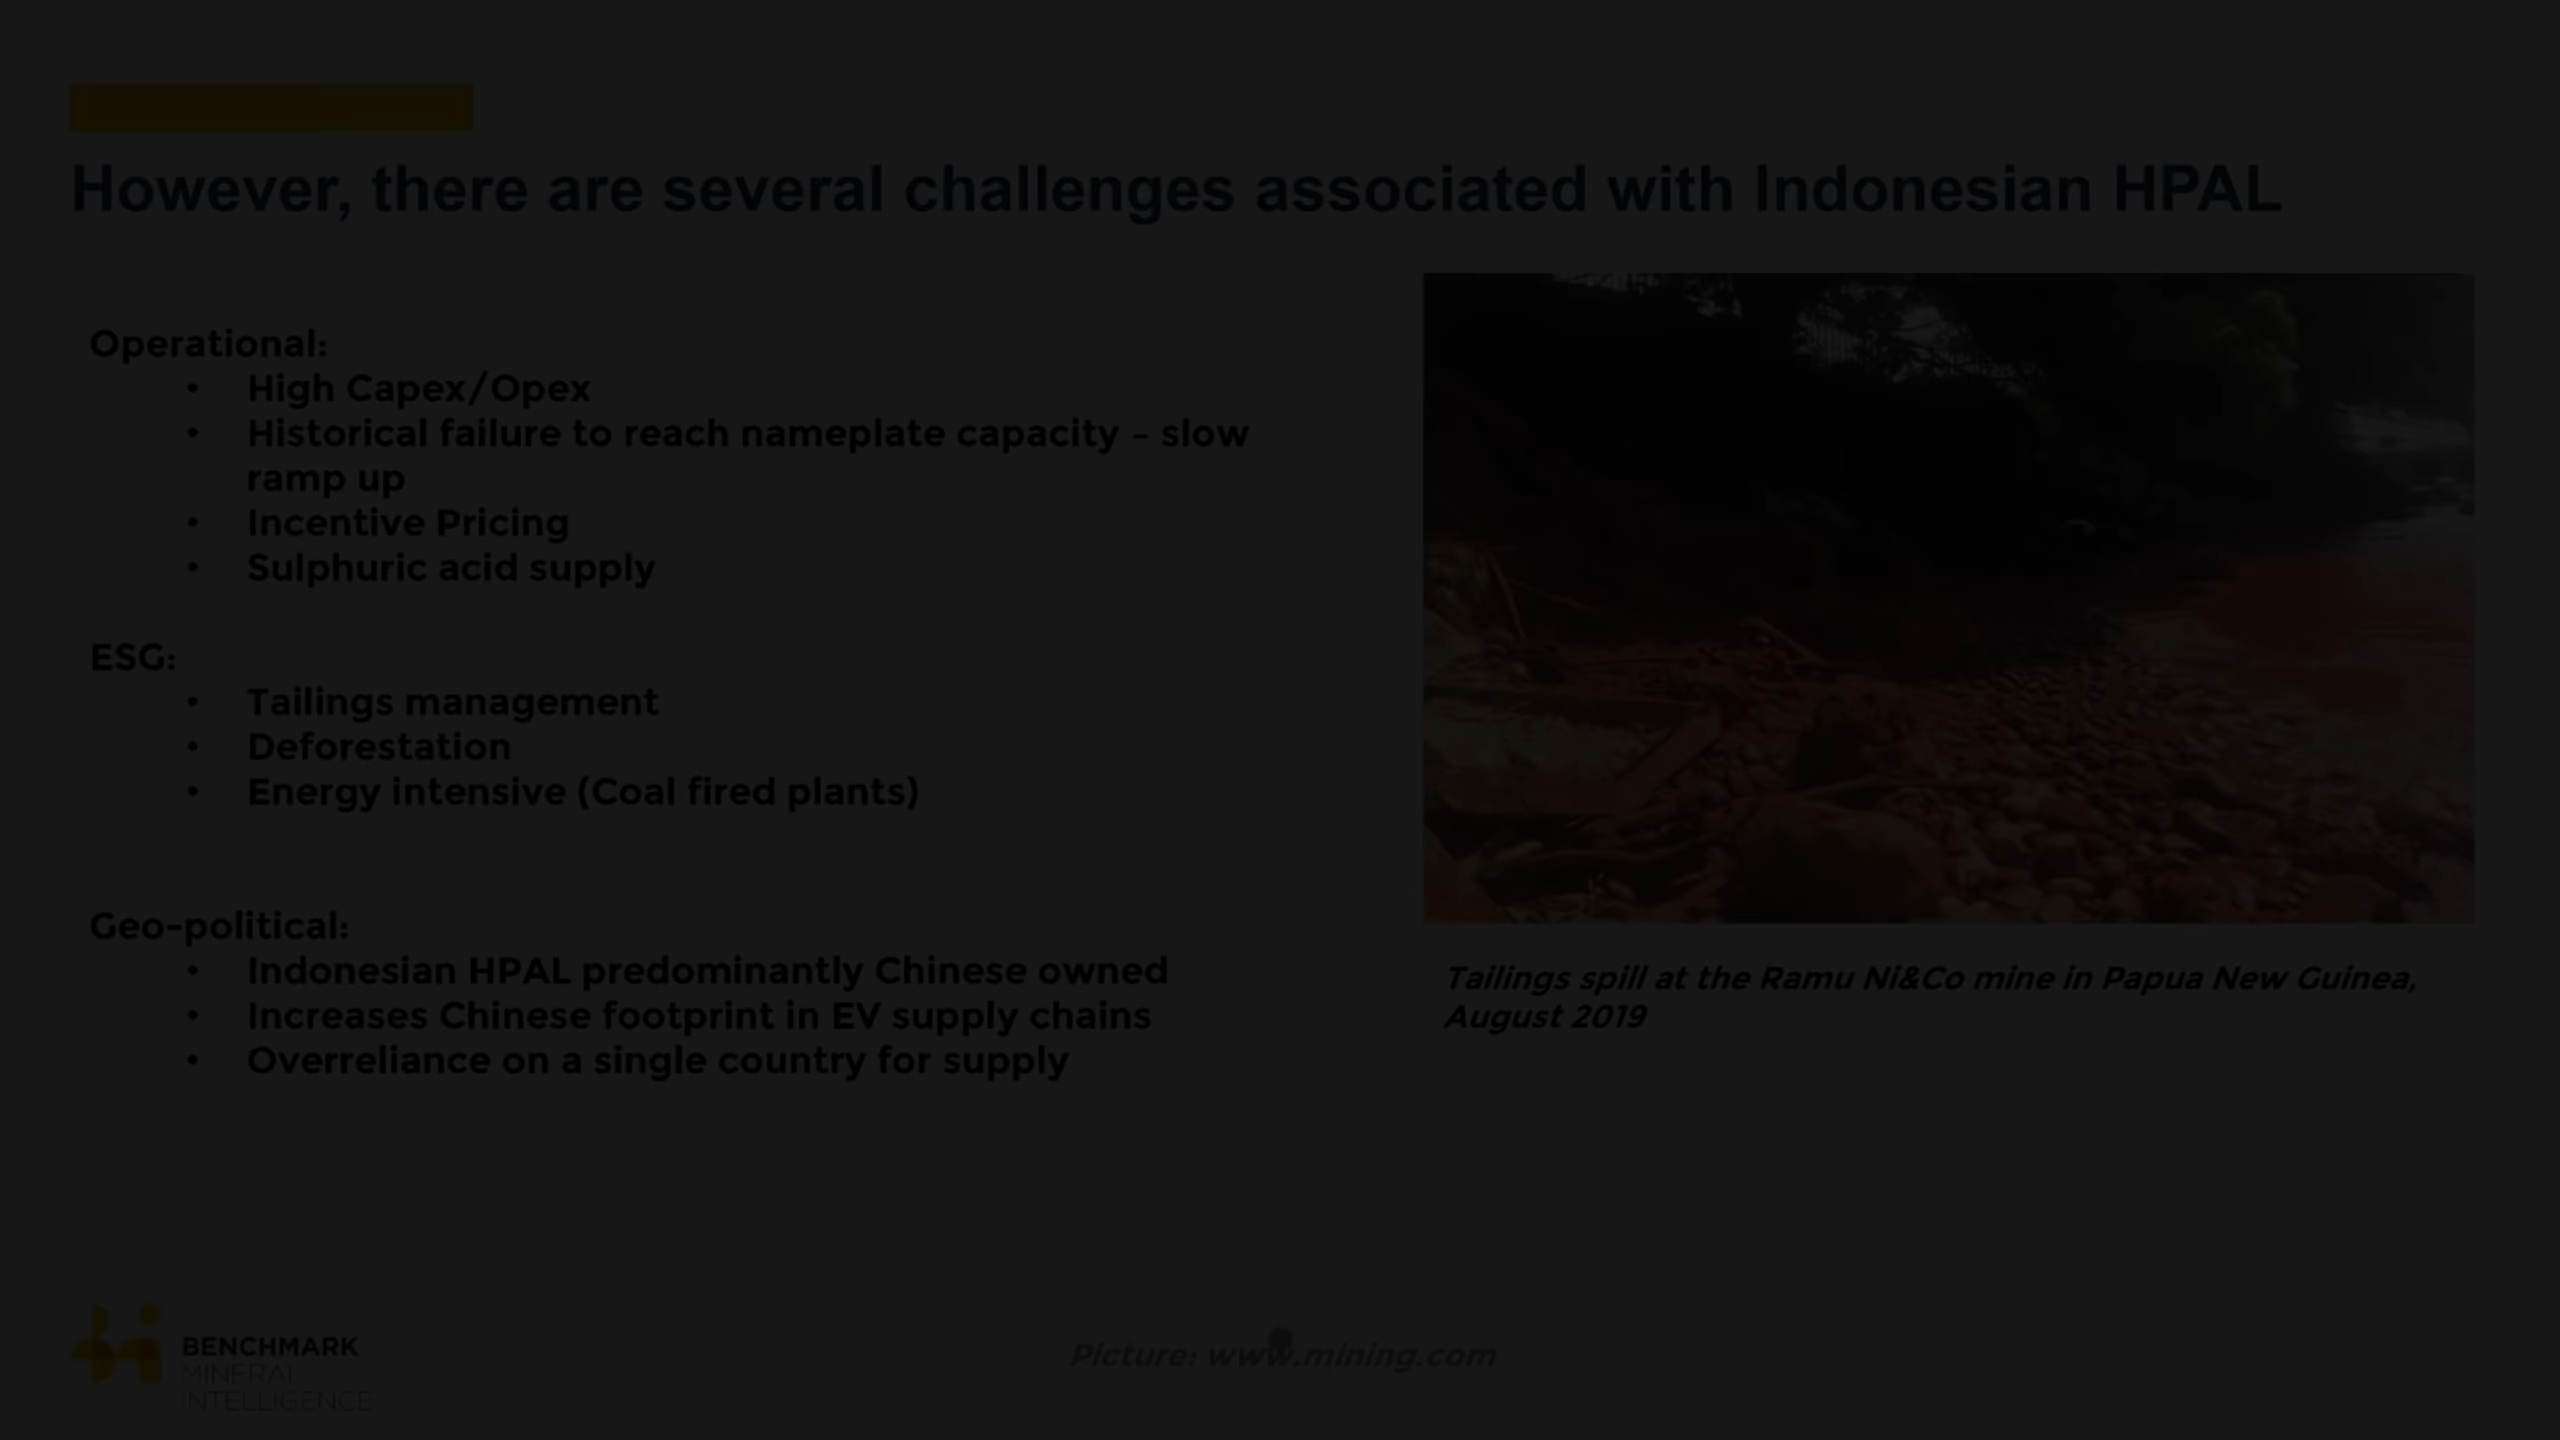 However, there are several challenges associated with Indonesian HPAL
Operational:
• High Capex/Opex
• Historical failure to reach nameplate capacity – slow
ramp up
• Incentive Pricing
• Sulphuric acid supply
ESG:
• Tailings management
• Deforestation
• Energy intensive (Coal fired plants)
Geo-political:
• Indonesian HPAL predominantly Chinese owned
• Increases Chinese footprint in EV supply chains
• Overreliance on a single country for supply
Tailings spill at the Ramu Ni&Co mine in Papua New Guinea,
August 2019
Picture: www.mining.com
BENCHMARK
MINERAL
INTELLIGENCE